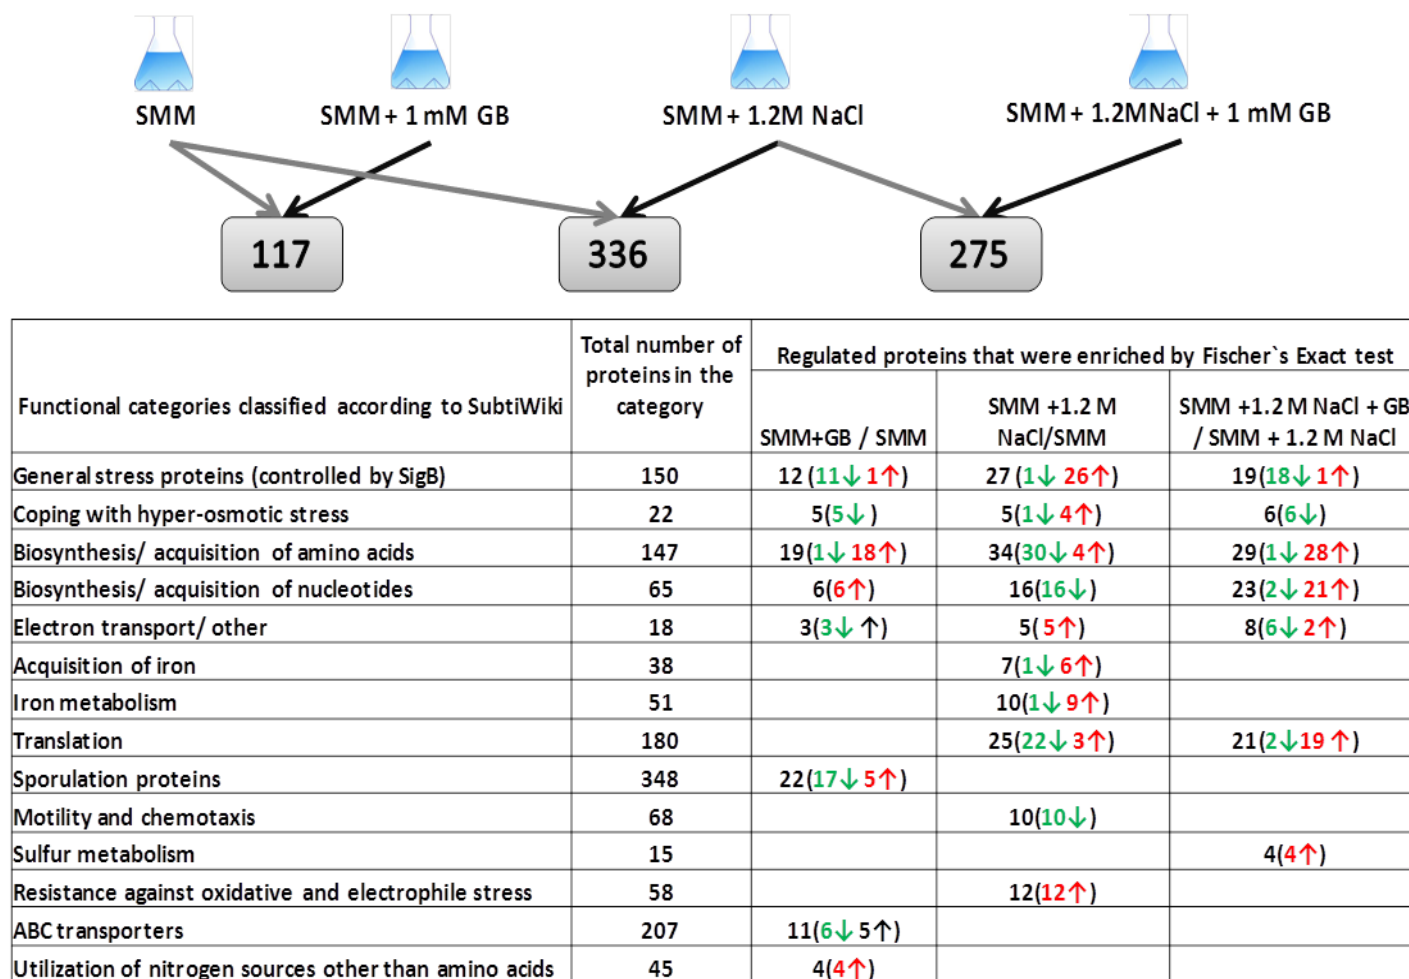 SMM
SMM + 1 mM GB
SMM + 1.2M NaCl
SMM + 1.2MNaCl + 1 mM GB
117
336
275
Functional categories classified according to SubtiWiki
Total number of
proteins in the
category
Regulated proteins that were enriched by Fischer`s Exact test
SMM+GB / SMM
SMM +1.2 M
NaCl/SMM
SMM +1.2 M NaCl + GB
/ SMM + 1.2 M NaCl
General stress proteins (controlled by SigB) 150 12 (11↓ 1↑) 27 (1↓ 26↑) 19(18↓ 1↑)
Coping with hyper-osmotic stress 22 5(5↓ ) 5(1↓ 4↑) 6(6↓)
Biosynthesis/ acquisition of amino acids 147 19(1↓ 18↑) 34(30↓ 4↑) 29(1↓ 28↑)
Biosynthesis/ acquisition of nucleotides 65 6(6↑) 16(16↓) 23(2↓ 21↑)
Electron transport/ other 18 3(3↓ ↑) 5( 5↑) 8(6↓ 2↑)
Acquisition of iron 38 7(1↓ 6↑)
Iron metabolism 51 10(1↓ 9↑)
Translation 180 25(22↓ 3↑) 21(2↓19 ↑)
Sporulation proteins 348 22(17↓ 5↑)
Motility and chemotaxis 68 10(10↓)
Sulfur metabolism 15 4(4↑)
Resistance against oxidative and electrophile stress 58 12(12↑)
ABC transporters 207 11(6↓ 5↑)
Utilization of nitrogen sources other than amino acids 45 4(4↑)